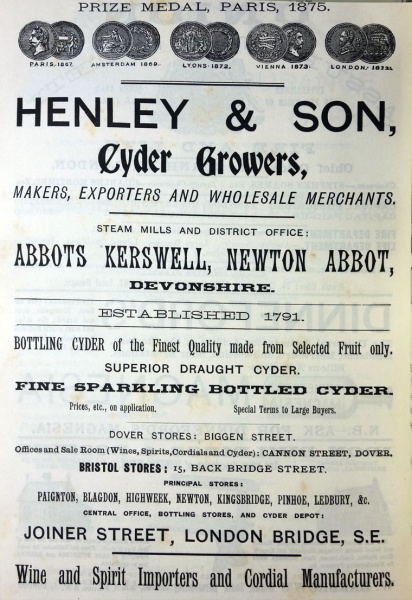 PRIZE MEDAL, PARIS, 1875.
PARIS, 1867. AMSTERDAM 1869. LYONS 1872. VIENNA 1873. LONDON, 1873.
HENLEY & SON,
Cyder Growers,
MAKERS, EXPORTERS AND WHOLESALE MERCHANTS.
STEAM MILLS AND DISTRICT OFFICE:
ABBOTS KERSWELL, NEWTON ABBOT,
DEVONSHIRE.
ESTABLISHED 1791.
BOTTLING CYDER of the Finest Quality made from Selected Fruit only.
SUPERIOR DRAUGHT CYDER.
FINE SPARKLING BOTTLED CYDER.
Prices, etc., on application. Special Terms to Large Buyers.
DOVER STORES: BIGGEN STREET.
Offices and Sale Room (Wines, Spirits, Cordials and Cyder): CANNON STREET, DOVER.
BRISTOL STORES: 15, BACK BRIDGE STREET.
PRINCIPAL STORES:
PAIGNTON, BLAGDON, HIGHWEEK, NEWTON, KINGSBRIDGE, PINHOE, LEDBURY, &c.
CENTRAL OFFICE, BOTTLING STORES, AND CYDER DEPOT:
JOINER STREET, LONDON BRIDGE, S.E.
Wine and Spirit Importers and Cordial Manufacturers.